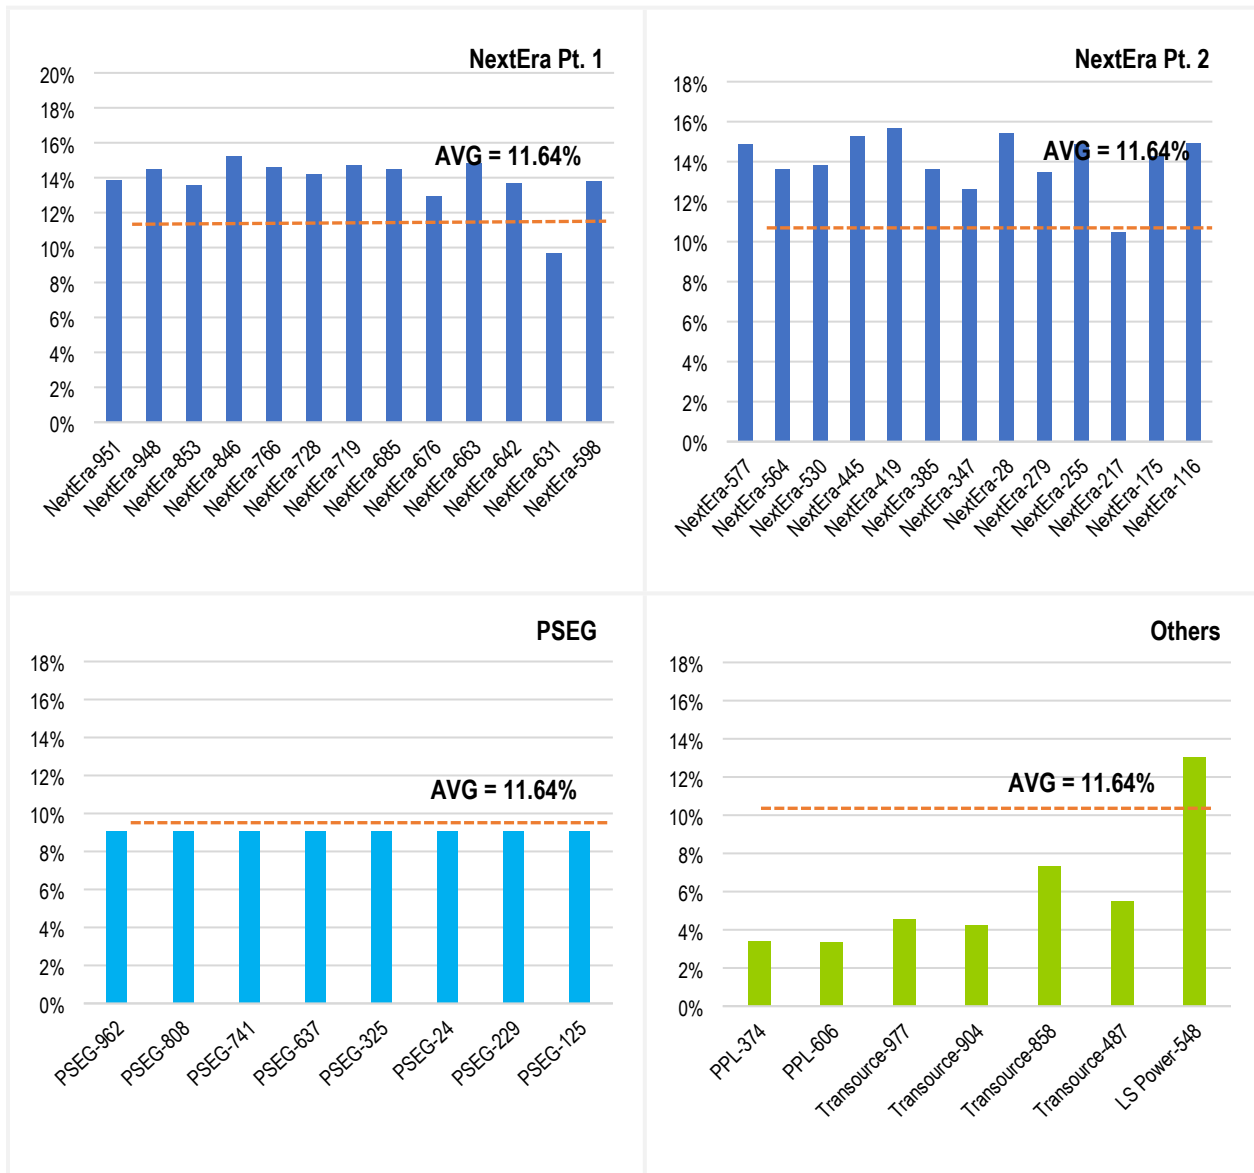 NextEra Pt. 1
20%
18%
16%
14%
12%
10%
8%
6%
4%
2%
0%
AVG = 11.64%
NextEra-951
NextEra-948
NextEra-853
NextEra-846
NextEra-766
NextEra-728
NextEra-719
NextEra-685
NextEra-676
NextEra-663
NextEra-642
NextEra-631
NextEra-598
NextEra Pt. 2
18%
16%
14%
12%
10%
8%
6%
4%
2%
0%
AVG = 11.64%
NextEra-577
NextEra-564
NextEra-530
NextEra-445
NextEra-419
NextEra-385
NextEra-347
NextEra-28
NextEra-279
NextEra-255
NextEra-217
NextEra-175
NextEra-116
PSEG
18%
16%
14%
12%
10%
8%
6%
4%
2%
0%
AVG = 11.64%
PSEG-962
PSEG-808
PSEG-741
PSEG-637
PSEG-325
PSEG-24
PSEG-229
PSEG-125
Others
18%
16%
14%
12%
10%
8%
6%
4%
2%
0%
AVG = 11.64%
PPL-374
PPL-606
Transource-977
Transource-904
Transource-858
Transource-487
LS Power-548